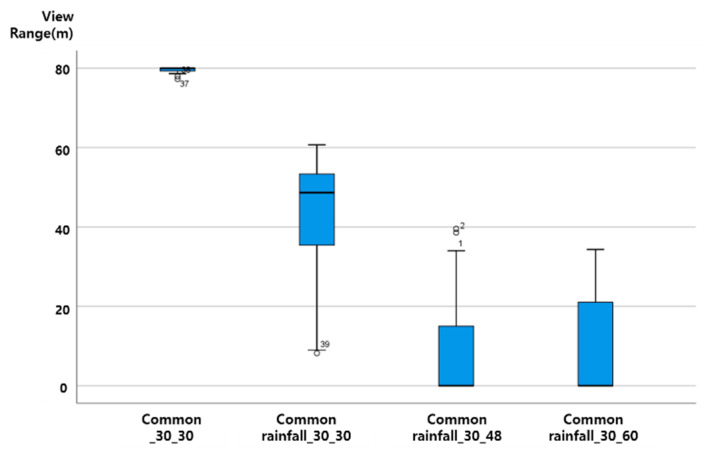 View
Range(m)
80
37
60
40
2
1
20
39
0
Common
_30_30
Common
rainfall_30_30
Common
rainfall_30_48
Common
rainfall_30_60